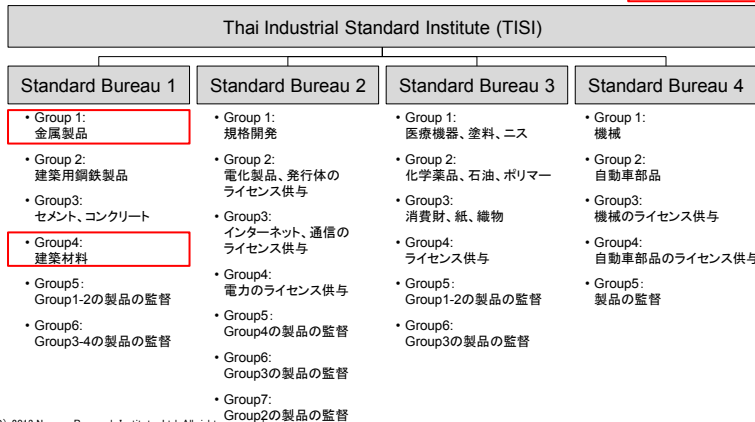 Thai Industrial Standard Institute (TISI)
Standard Bureau 1
• Group 1:
金属製品
• Group 2:
建築用鋼鉄製品
• Group3:
セメント、コンクリート
• Group4:
建築材料
• Group5:
Group1-2の製品の監督
• Group6:
Group3-4の製品の監督
Standard Bureau 2
• Group 1:
規格開発
• Group 2:
電化製品、発行体の
ライセンス供与
• Group3:
インターネット、通信の
ライセンス供与
• Group4:
電力のライセンス供与
• Group5:
Group4の製品の監督
• Group6:
Group3の製品の監督
• Group7:
Group2の製品の監督
Standard Bureau 3
• Group 1:
医療機器、塗料、ニス
• Group 2:
化学薬品、石油、ポリマー
• Group3:
消費財、紙、織物
• Group4:
ライセンス供与
• Group5:
Group1-2の製品の監督
• Group6:
Group3の製品の監督
Standard Bureau 4
• Group 1:
機械
• Group 2:
自動車部品
• Group3:
機械のライセンス供与
• Group4:
自動車部品のライセンス供与
• Group5:
製品の監督